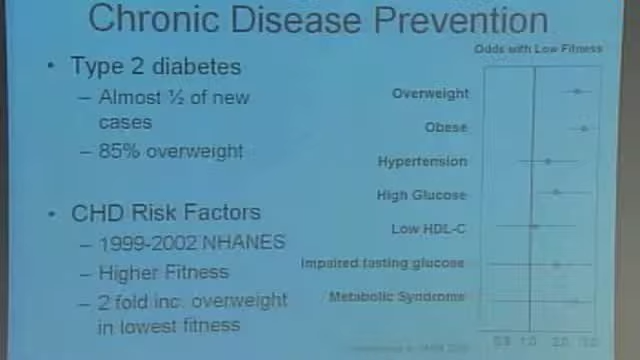 Chronic Disease Prevention
• Type 2 diabetes
– Almost ½ of new
cases
– 85% overweight
• CHD Risk Factors
– 1999-2002 NHANES
– Higher Fitness
– 2 fold inc. overweight
in lowest fitness
Odds with Low Fitness
Overweight
Obese
Hypertension
High Glucose
Low HDL-C
Impaired fasting glucose
Metabolic Syndrome
1.0 2.0